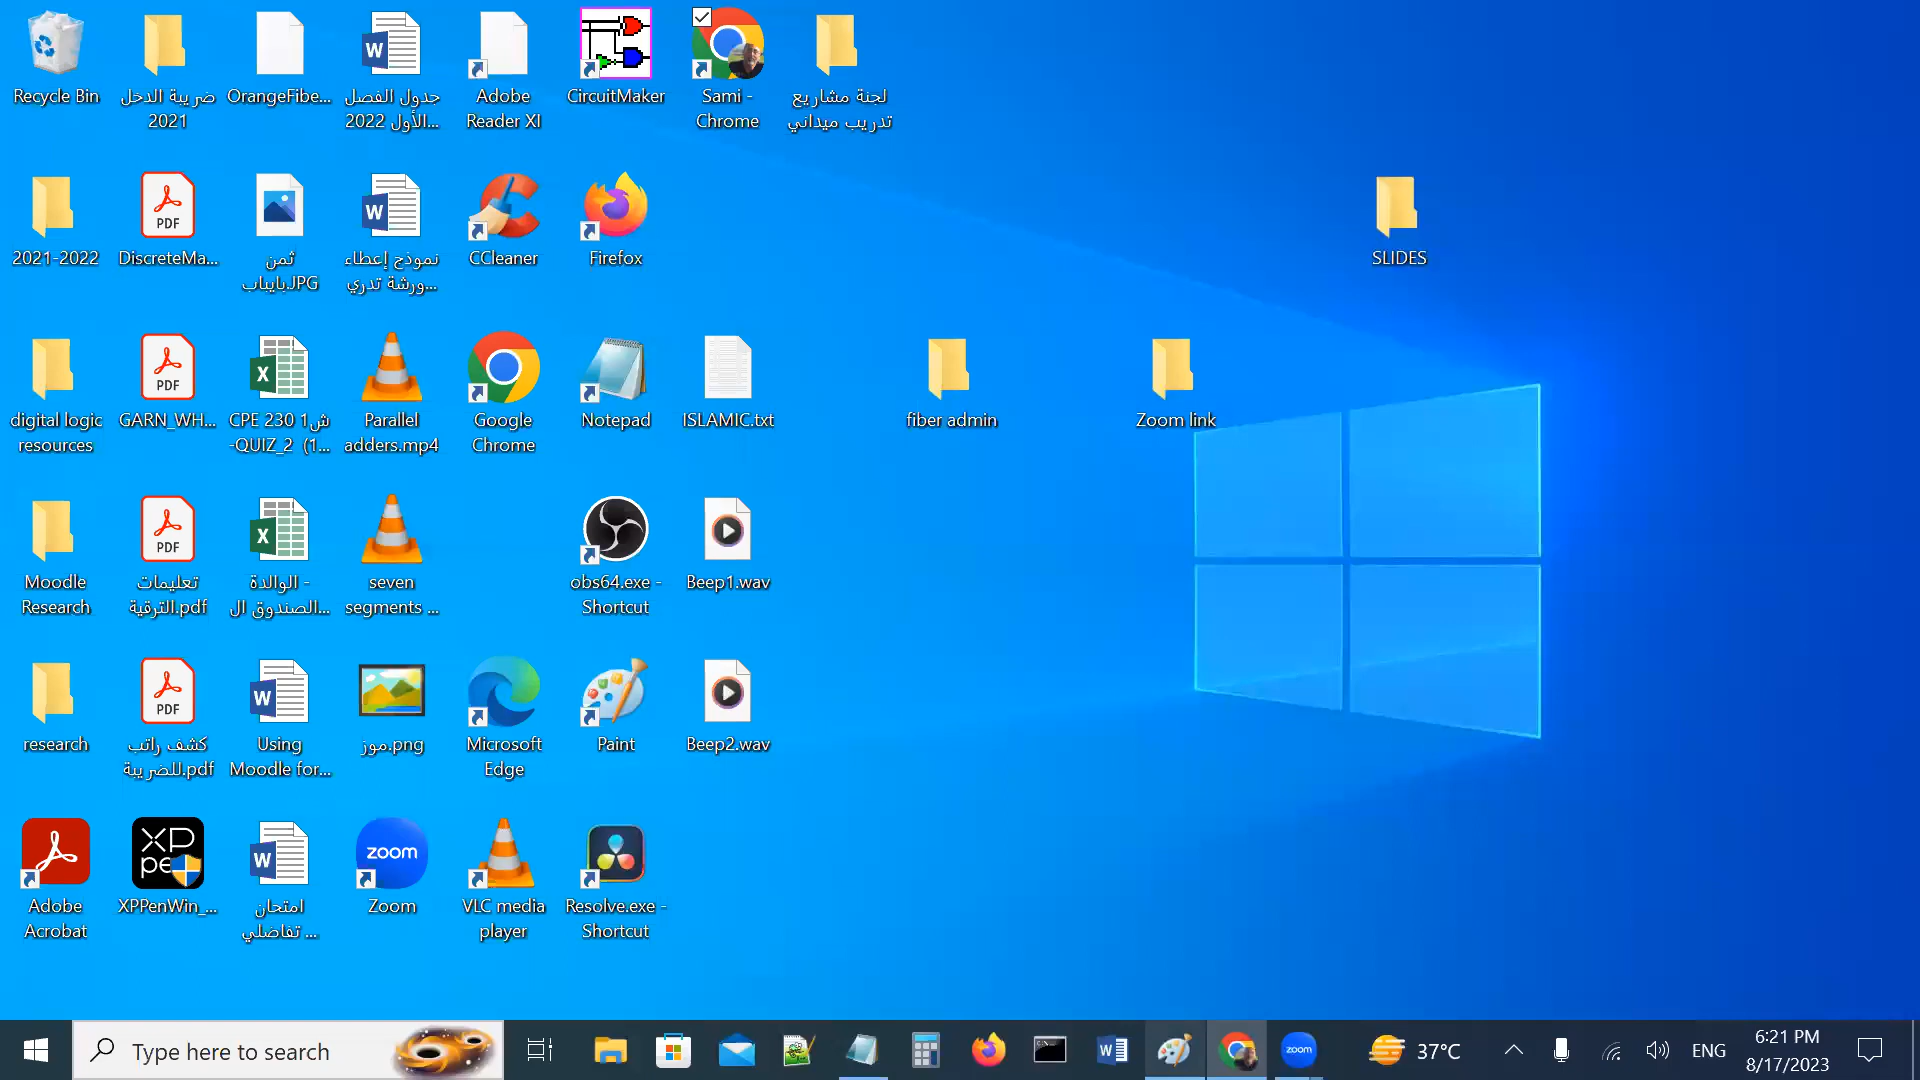 Recycle Bin
ضريبة الدخل
2021
OrangeFibe...
جدول الفصل
الأول 2022...
Adobe
Reader XI
CircuitMaker
Sami -
Chrome
لجنة مشاريع
تدريب ميداني
2021-2022
PDF
DiscreteMa...
ثمن
بايباب.JPG
نموذج إعطاء
ورشة تدري...
CCleaner
Firefox
SLIDES
digital logic
resources
PDF
GARN_WH...
CPE 230 ش1
-QUIZ_2 (1...
Parallel
adders.mp4
Google
Chrome
Notepad
ISLAMIC.txt
fiber admin
Zoom link
Moodle
Research
PDF
تعليمات
الترقية.pdf
الوالدة -
الصندوق ال...
seven
segments ...
obs64.exe -
Shortcut
Beep1.wav
research
PDF
كشف راتب
للضريبة.pdf
Using
Moodle for...
موز.png
Microsoft
Edge
Paint
Beep2.wav
Adobe
Acrobat
XP
pe
XPPenWin_...
امتحان
تفاضلي ...
zoom
Zoom
VLC media
player
Resolve.exe -
Shortcut
Type here to search
zoom
37°C
ENG
6:21 PM
8/17/2023